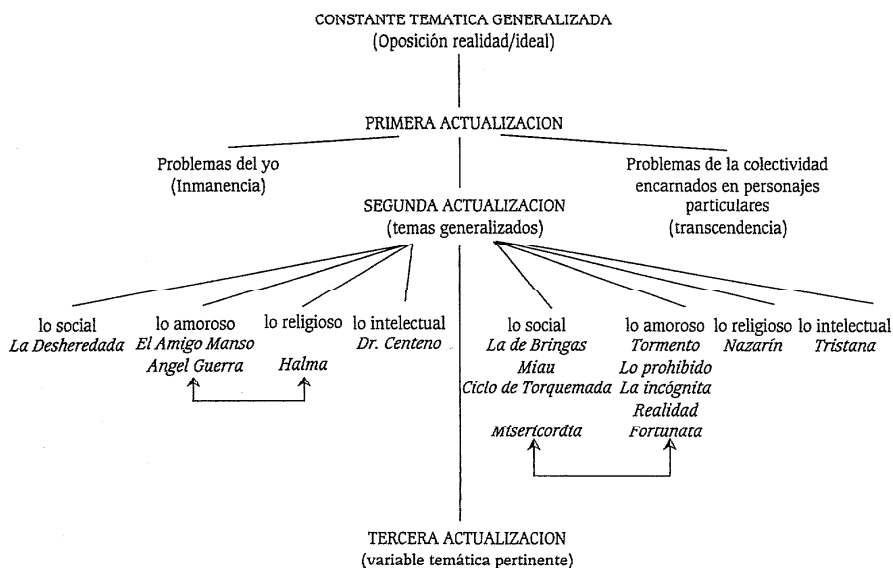 CONSTANTE TEMATICA GENERALIZADA
(Oposición realidad/ideal)
PRIMERA ACTUALIZACION
Problemas del yo
(Inmanencia)
Problemas de la colectividad
encarnados en personajes
particulares
(transcendencia)
SEGUNDA ACTUALIZACION
(temas generalizados)
lo social
La Desheredada
lo amoroso
El Amigo Manso
Angel Guerra
lo religioso
Halma
lo intelectual
Dr. Centeno
lo social
La de Bringas
Miau
Ciclo de Torquemada
Misericordia
lo amoroso
Tormento
Lo prohibido
La incógnita
Realidad
Fortunata
lo religioso
Nazarín
lo intelectual
Tristana
TERCERA ACTUALIZACION
(variable temática pertinente)